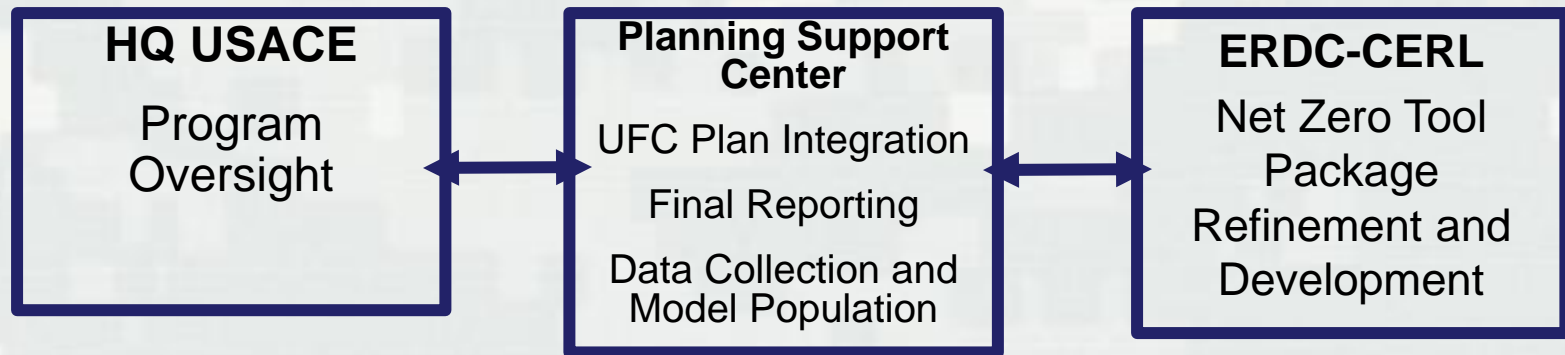 HQ USACE
Program
Oversight
Planning Support
Center
UFC Plan Integration
Final Reporting
Data Collection and
Model Population
ERDC-CERL
Net Zero Tool
Package
Refinement and
Development